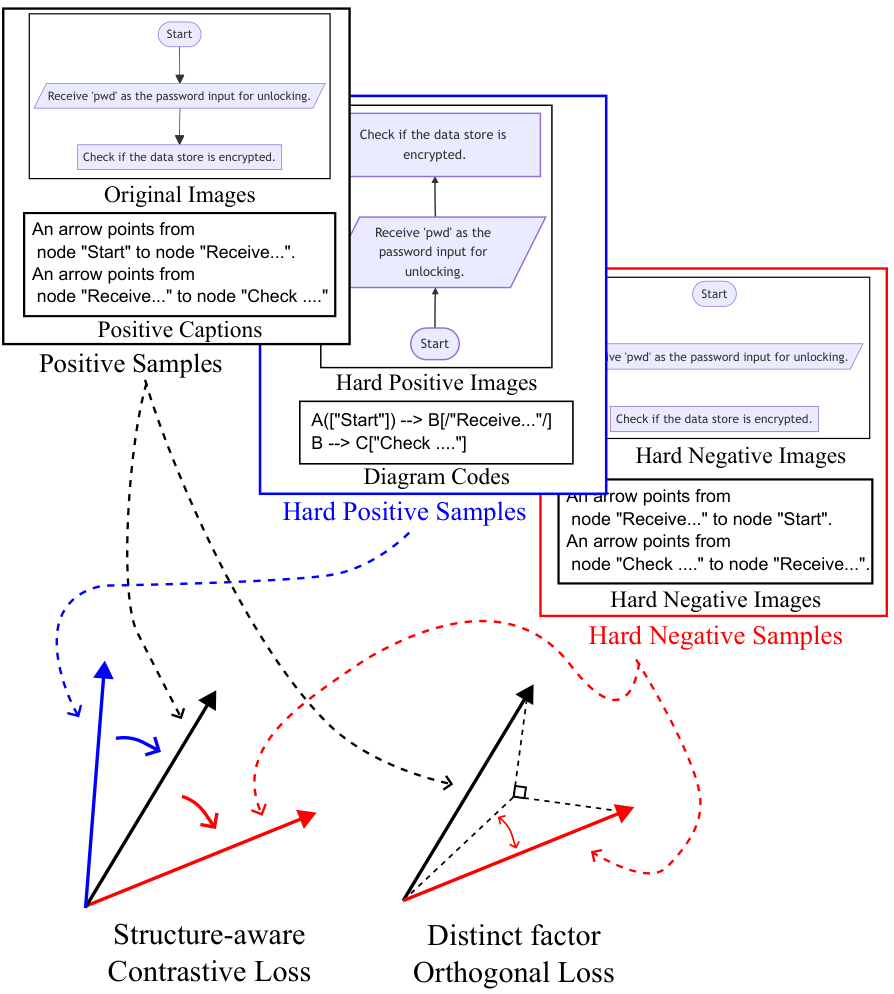 Start
Receive 'pwd' as the password input for unlocking.
Check if the data store is encrypted.
Original Images
An arrow points from
node "Start" to node "Receive...".
An arrow points from
node "Receive..." to node "Check ...."
Positive Captions
Positive Samples
Check if the data store is
encrypted.
Receive 'pwd' as the
password input for
unlocking.
Start
Hard Positive Images
A(["Start"]) --> B[/"Receive..."/]
B --> C["Check ...."]
Diagram Codes
Hard Positive Samples
Start
'pwd' as the password input for unlocking.
Check if the data store is encrypted.
Hard Negative Images
An arrow points from
node "Receive..." to node "Start".
An arrow points from
node "Check ...." to node "Receive...".
Hard Negative Images
Hard Negative Samples
Structure-aware
Contrastive Loss
Distinct factor
Orthogonal Loss